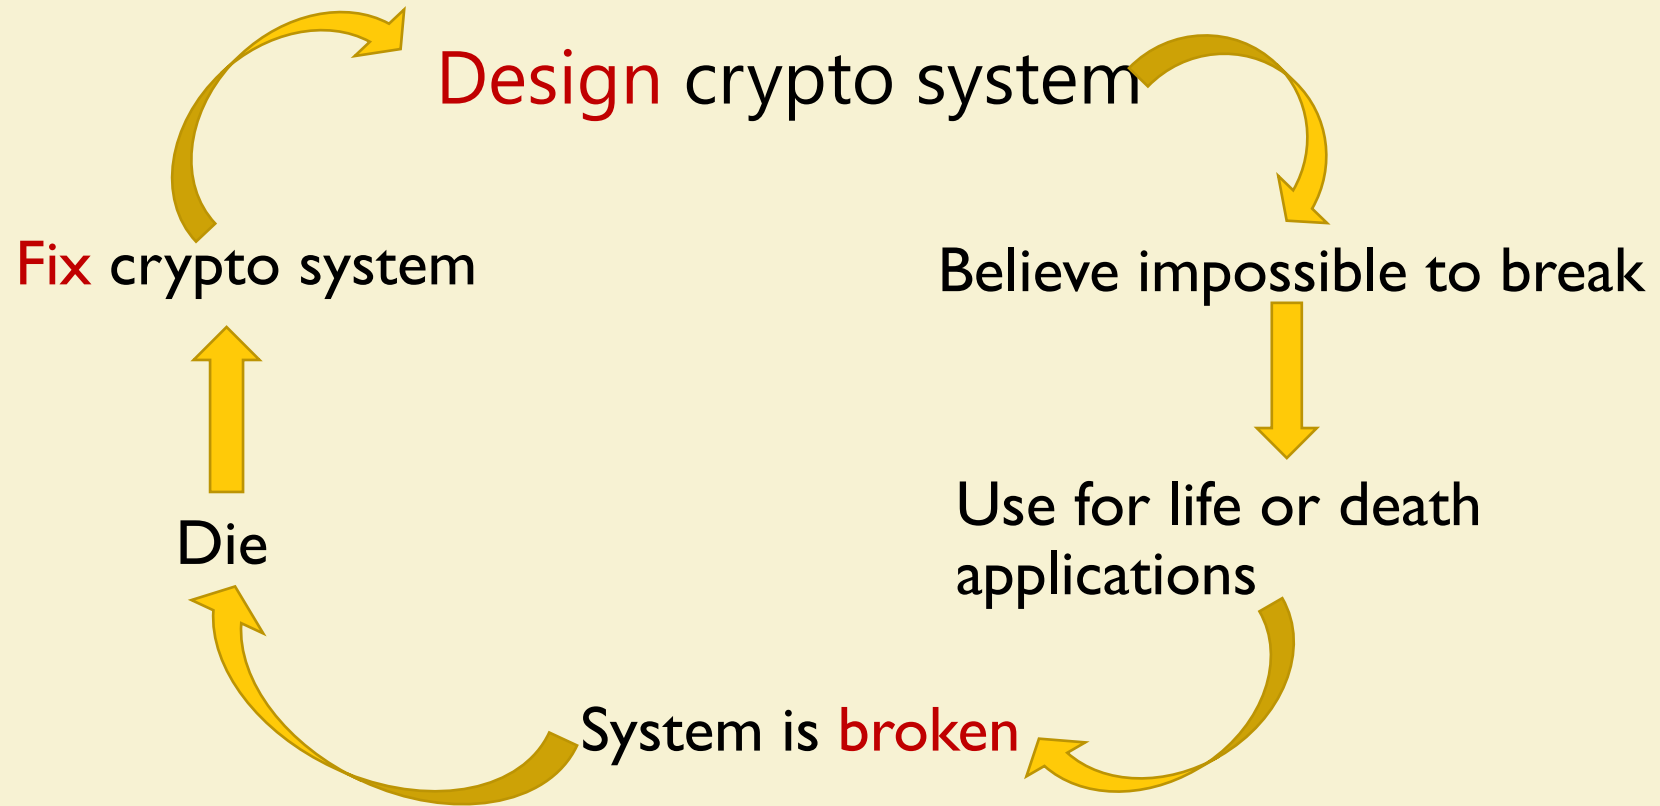 Design crypto system
Believe impossible to break
Use for life or death
applications
System is broken
Die
Fix crypto system